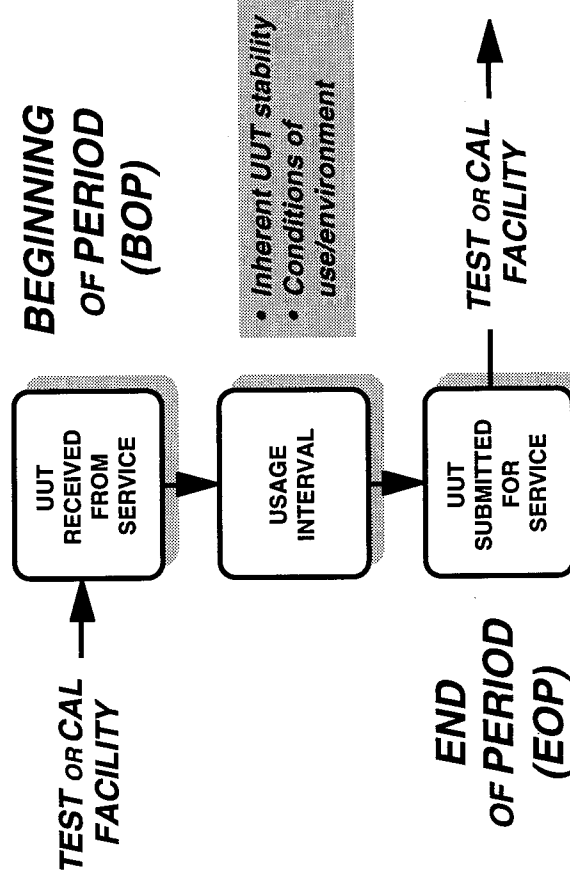 TEST OR CAL
FACILITY
UUT
RECEIVED
FROM
SERVICE
BEGINNING
OF PERIOD
(BOP)
USAGE
INTERVAL
• Inherent UUT stability
• Conditions of
use/environment
END
OF PERIOD
(EOP)
UUT
SUBMITTED
FOR
SERVICE
TEST OR CAL
FACILITY